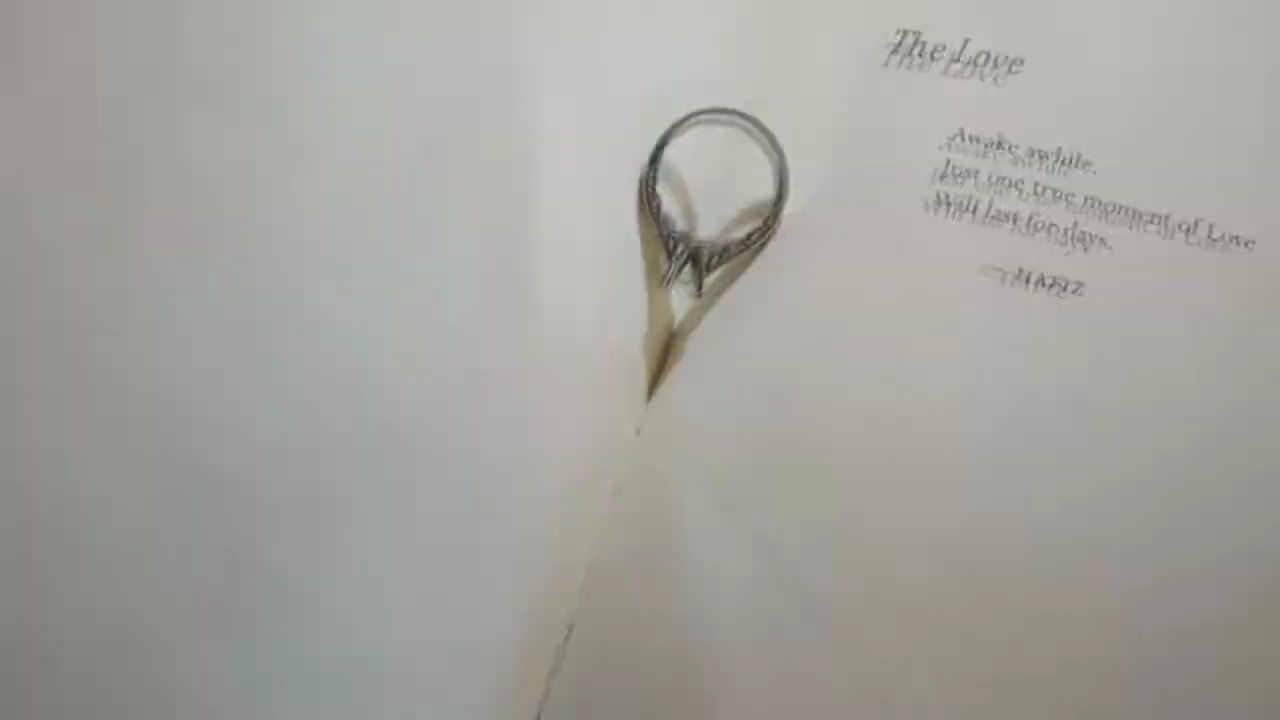 The Love
Awake awhile.
Just one true moment of Love
Will last for days.
—HAFIZ